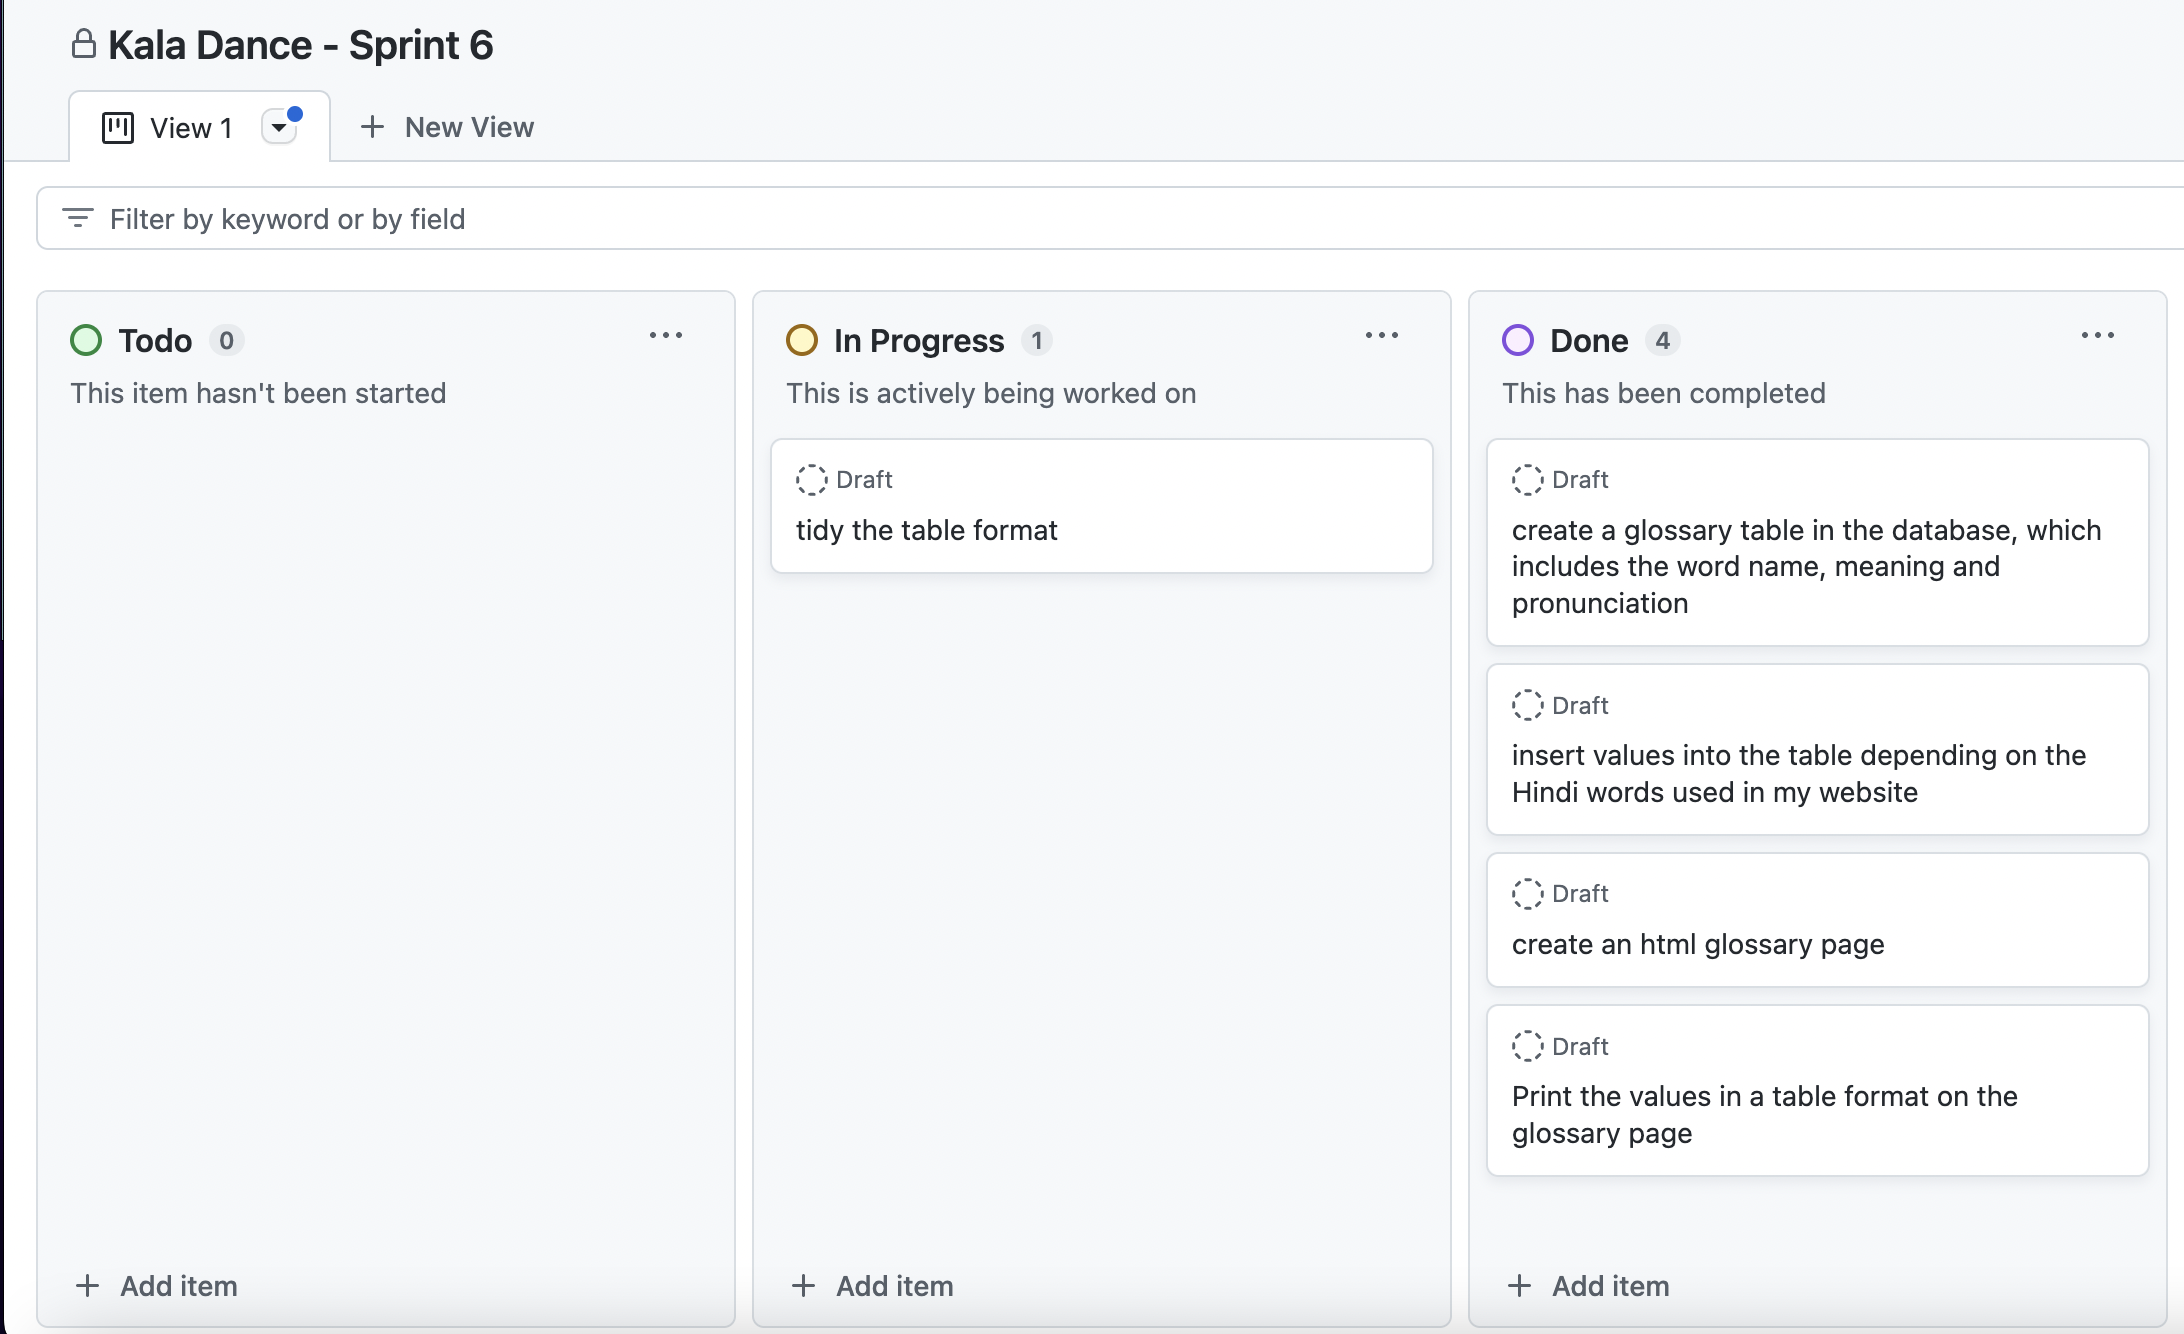 Kala Dance - Sprint 6
View 1
New View
Filter by keyword or by field
Todo 0
This item hasn't been started
Add item
In Progress 1
This is actively being worked on
Draft
tidy the table format
Add item
Done 4
This has been completed
Draft
create a glossary table in the database, which
includes the word name, meaning and
pronunciation
Draft
insert values into the table depending on the
Hindi words used in my website
Draft
create an html glossary page
Draft
Print the values in a table format on the
glossary page
Add item